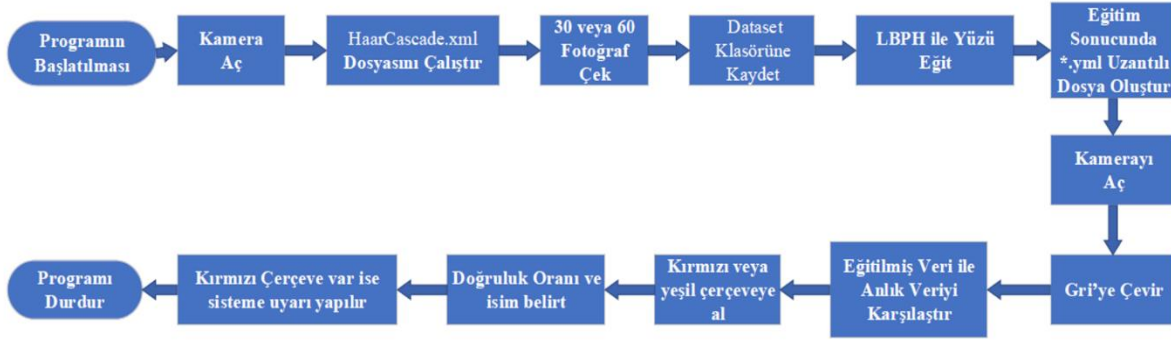 Programın
Başlatılması
Kamera
Aç
HaarCascade.xml
Dosyasını Çalıştır
30 veya 60
Fotoğraf
Çek
Dataset
Klasörüne
Kaydet
LBPH ile Yüzü
Eğit
Eğitim
Sonucunda
*.yml Uzantılı
Dosya Oluştur
Kamerayı
Aç
Gri'ye Çevir
Eğitilmiş Veri ile
Anlık Veriyi
Karşılaştır
Kırmızı veya
yeşil çerçeveye
al
Doğruluk Oranı ve
isim belirt
Kırmızı Çerçeve var ise
sisteme uyarı yapılır
Programı
Durdur